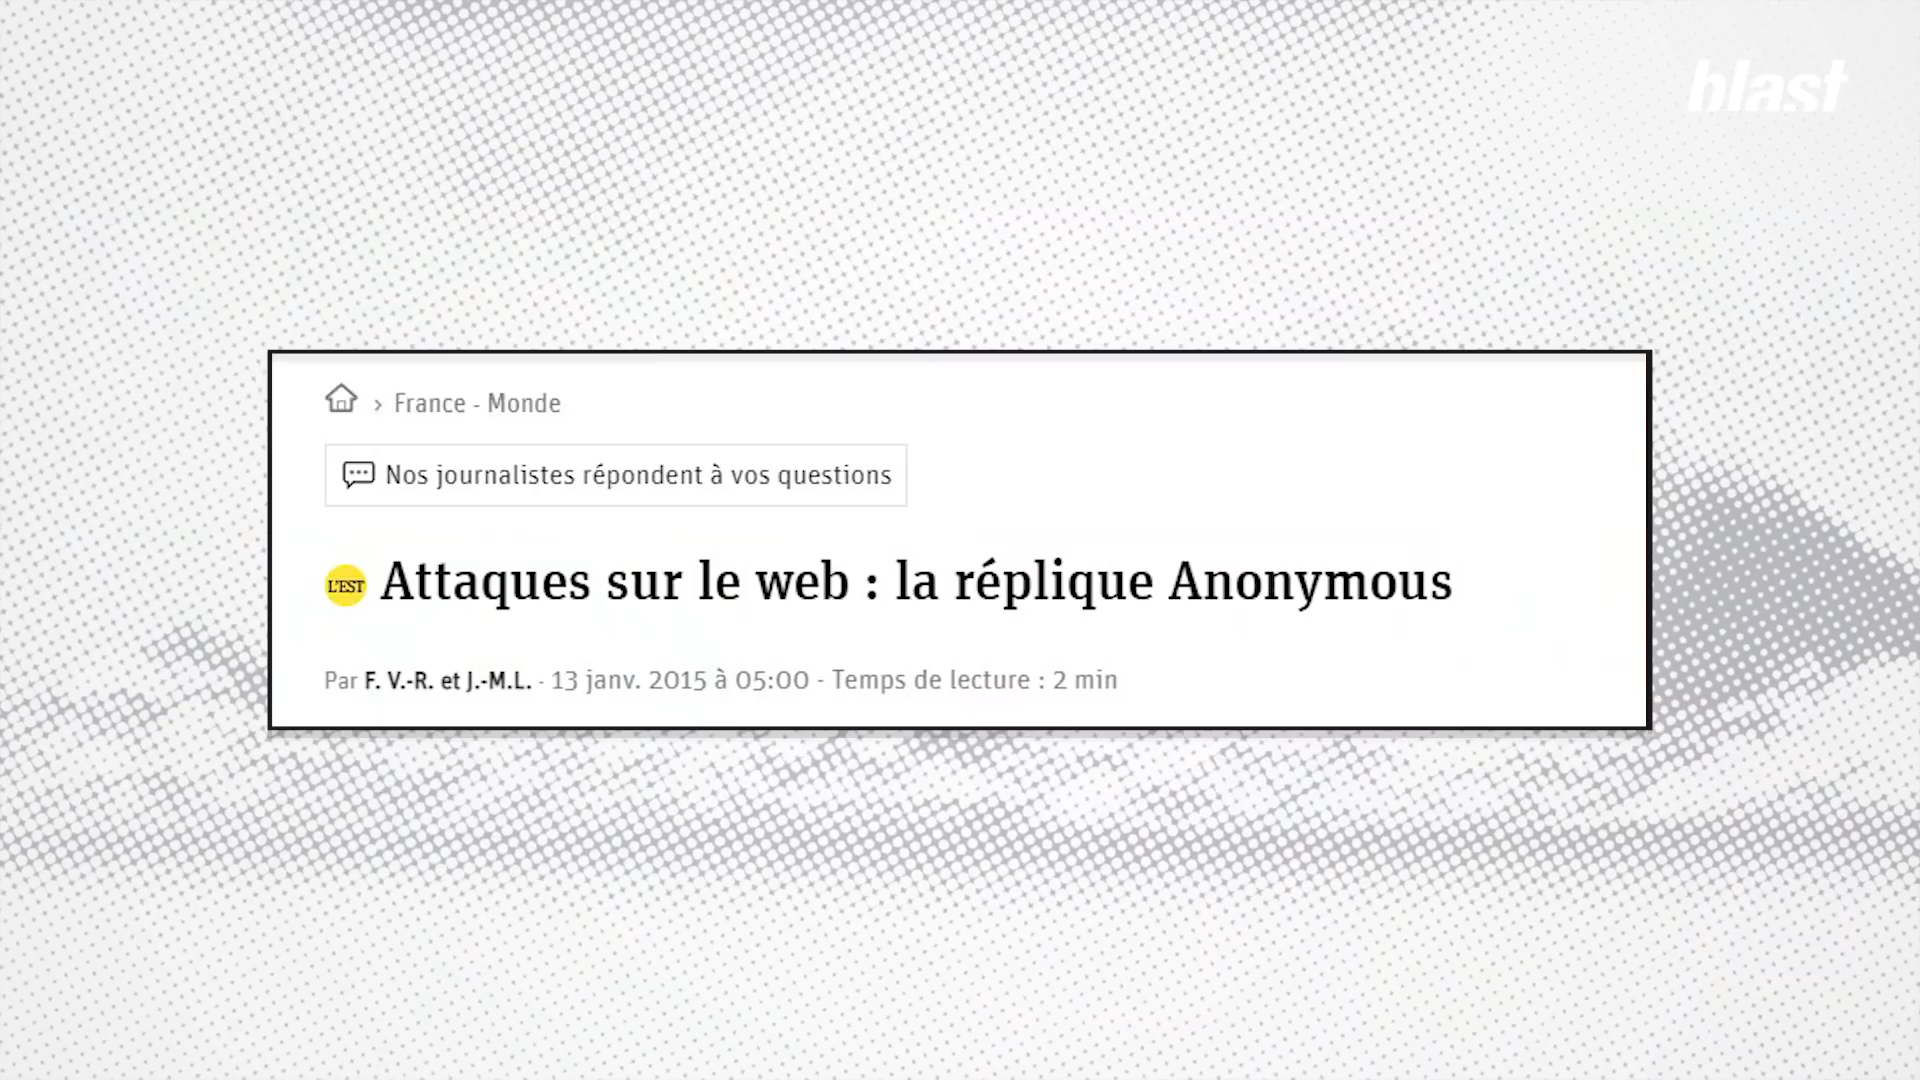 blast
› France - Monde
Nos journalistes répondent à vos questions
L'EST Attaques sur le web : la réplique Anonymous
Par F. V.-R. et J.-M.L. - 13 janv. 2015 à 05:00 - Temps de lecture : 2 min